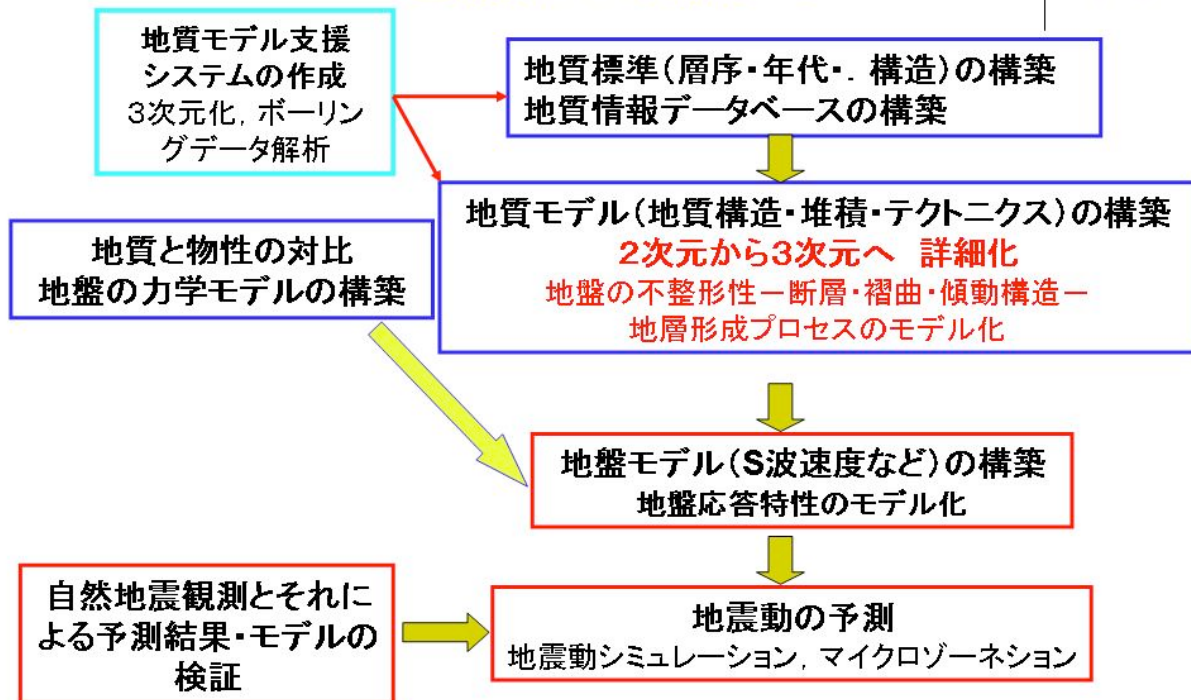 地質モデル支援
システムの作成
3次元化, ボーリン
グデータ解析
地質標準(層序・年代・. 構造)の構築
地質情報データベースの構築
地質モデル(地質構造・堆積・テクトニクス)の構築
2次元から3次元へ 詳細化
地盤の不整形性－断層・褶曲・傾動構造－
地層形成プロセスのモデル化
地質と物性の対比
地盤の力学モデルの構築
地盤モデル(S波速度など)の構築
地盤応答特性のモデル化
自然地震観測とそれに
よる予測結果・モデルの
検証
地震動の予測
地震動シミュレーション, マイクロゾーネション